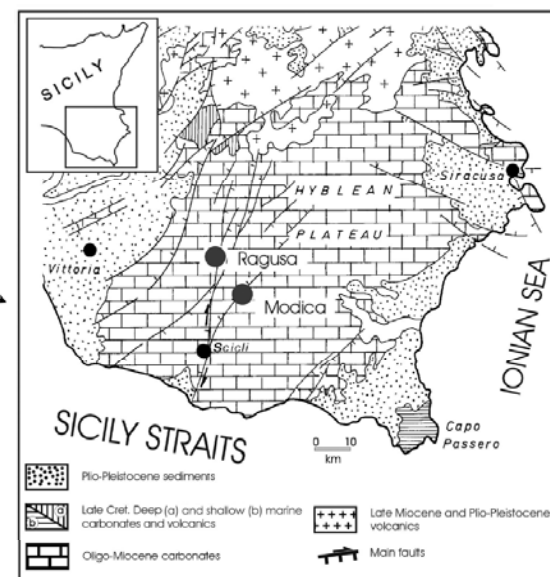 SICILY
HYBLEAN
PLATEAU
Siracusa
Vittoria
Ragusa
Modica
Scicli
IONIAN SEA
SICILY STRAITS
Capo
Passero
0 10
km
Plio-Pleistocene sediments
a
b
Late Cret. Deep (a) and shallow (b) marine
carbonates and volcanics
Oligo-Miocene carbonates
Late Miocene and Plio-Pleistocene
volcanics
Main faults